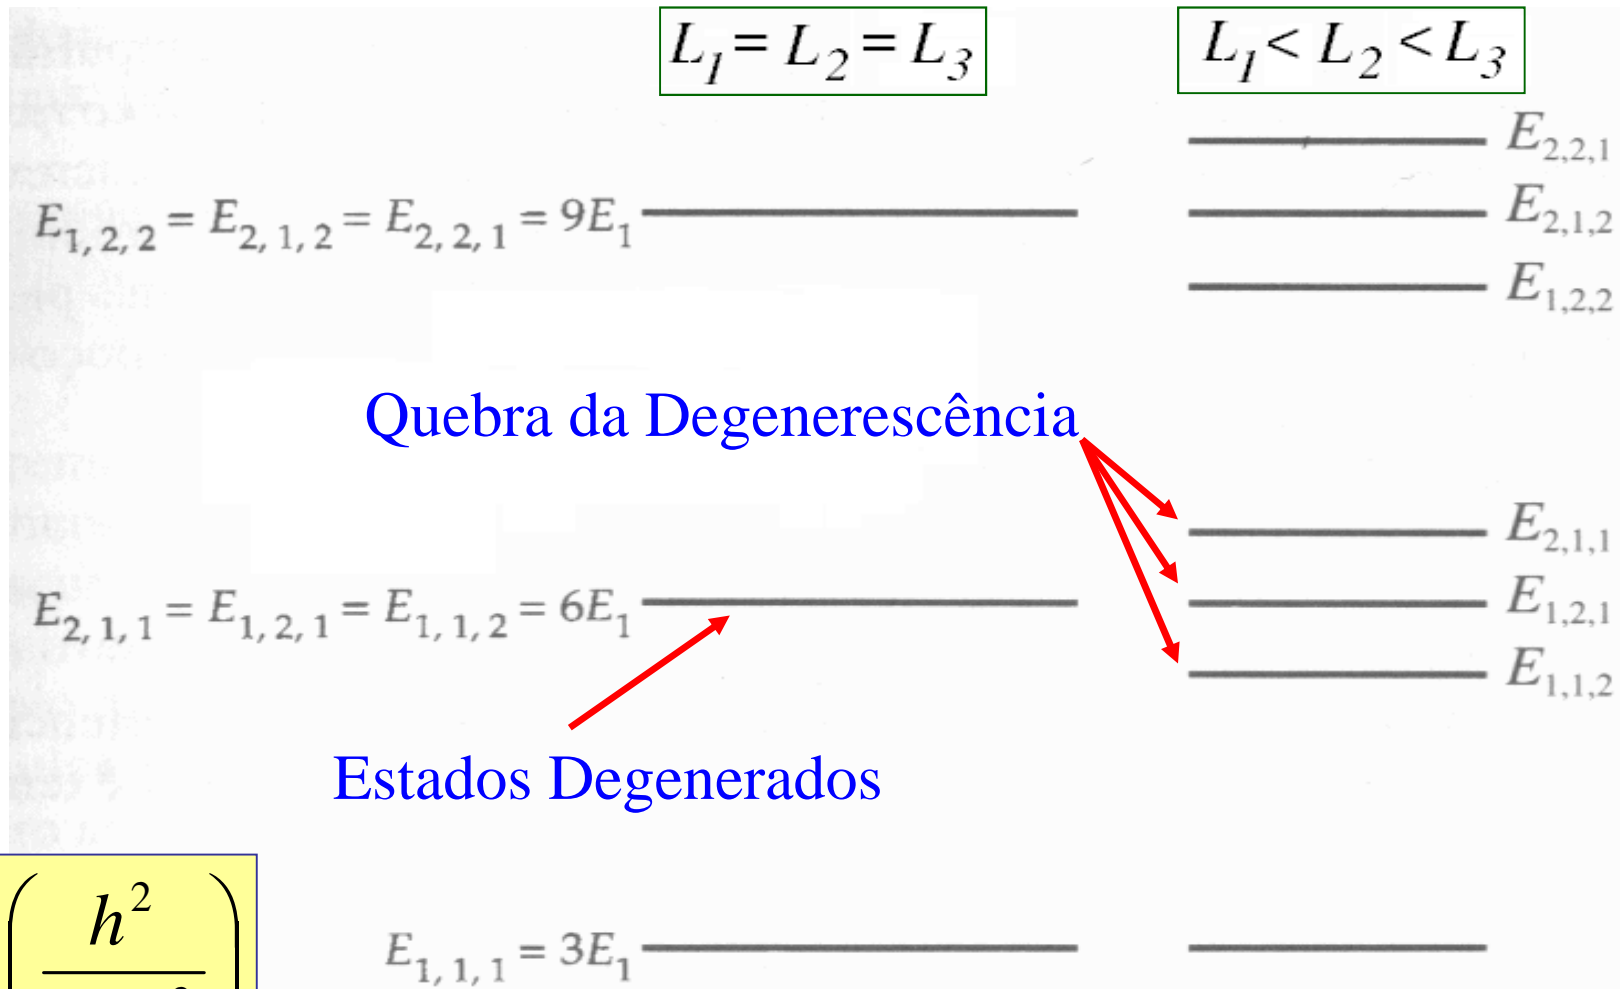 L₁ = L₂ = L₃
L₁ < L₂ < L₃
E₂,₂,₁
E₁,₂,₂ = E₂,₁,₂ = E₂,₂,₁ = 9E₁
E₂,₁,₂
E₁,₂,₂
Quebra da Degenerescência
E₂,₁,₁
E₂,₁,₁ = E₁,₂,₁ = E₁,₁,₂ = 6E₁
E₁,₂,₁
E₁,₁,₂
Estados Degenerados
h²
E₁,₁,₁ = 3E₁